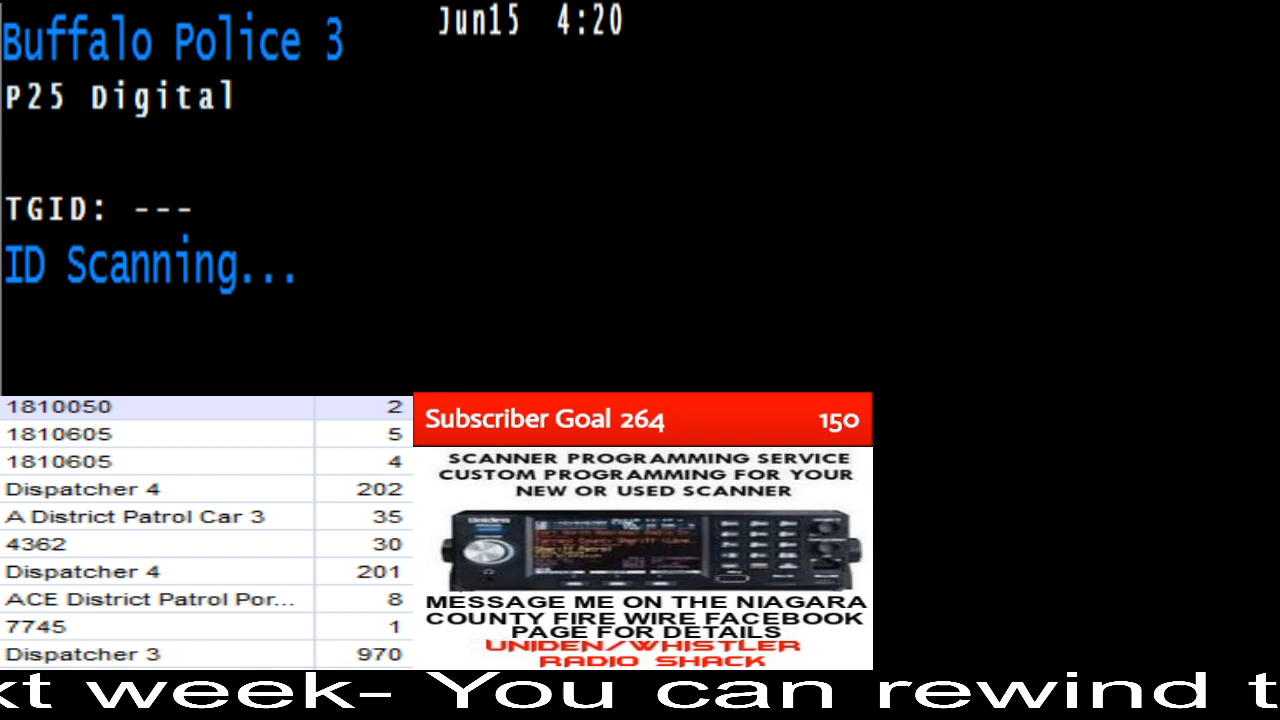 Buffalo Police 3
Jun15 4:20
P25 Digital
TGID: ---
ID Scanning...
1810050 2
1810605 5
1810605 4
Dispatcher 4 202
A District Patrol Car 3 35
4362 30
Dispatcher 4 201
ACE District Patrol Por... 8
7745 1
Dispatcher 3 970
Subscriber Goal 264 150
SCANNER PROGRAMMING SERVICE
CUSTOM PROGRAMMING FOR YOUR
NEW OR USED SCANNER
Uniden
MESSAGE ME ON THE NIAGARA
COUNTY FIRE WIRE FACEBOOK
PAGE FOR DETAILS
UNIDEN/WHISTLER
RADIO SHACK
xt week- You can rewind t